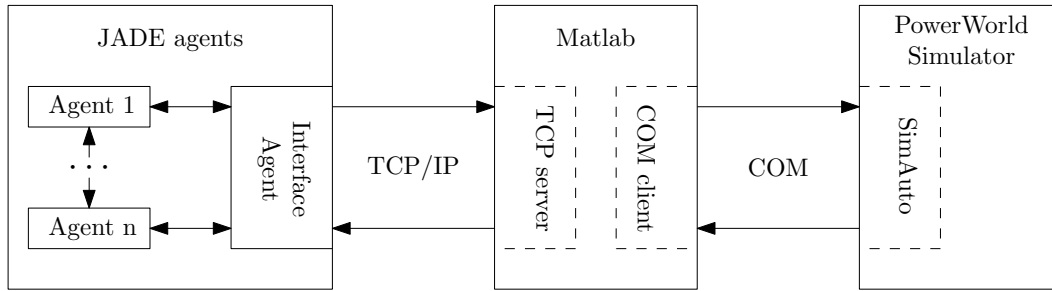 JADE agents
Agent 1
. . .
Agent n
Interface
Agent
TCP/IP
Matlab
TCP server
COM client
COM
PowerWorld
Simulator
SimAuto